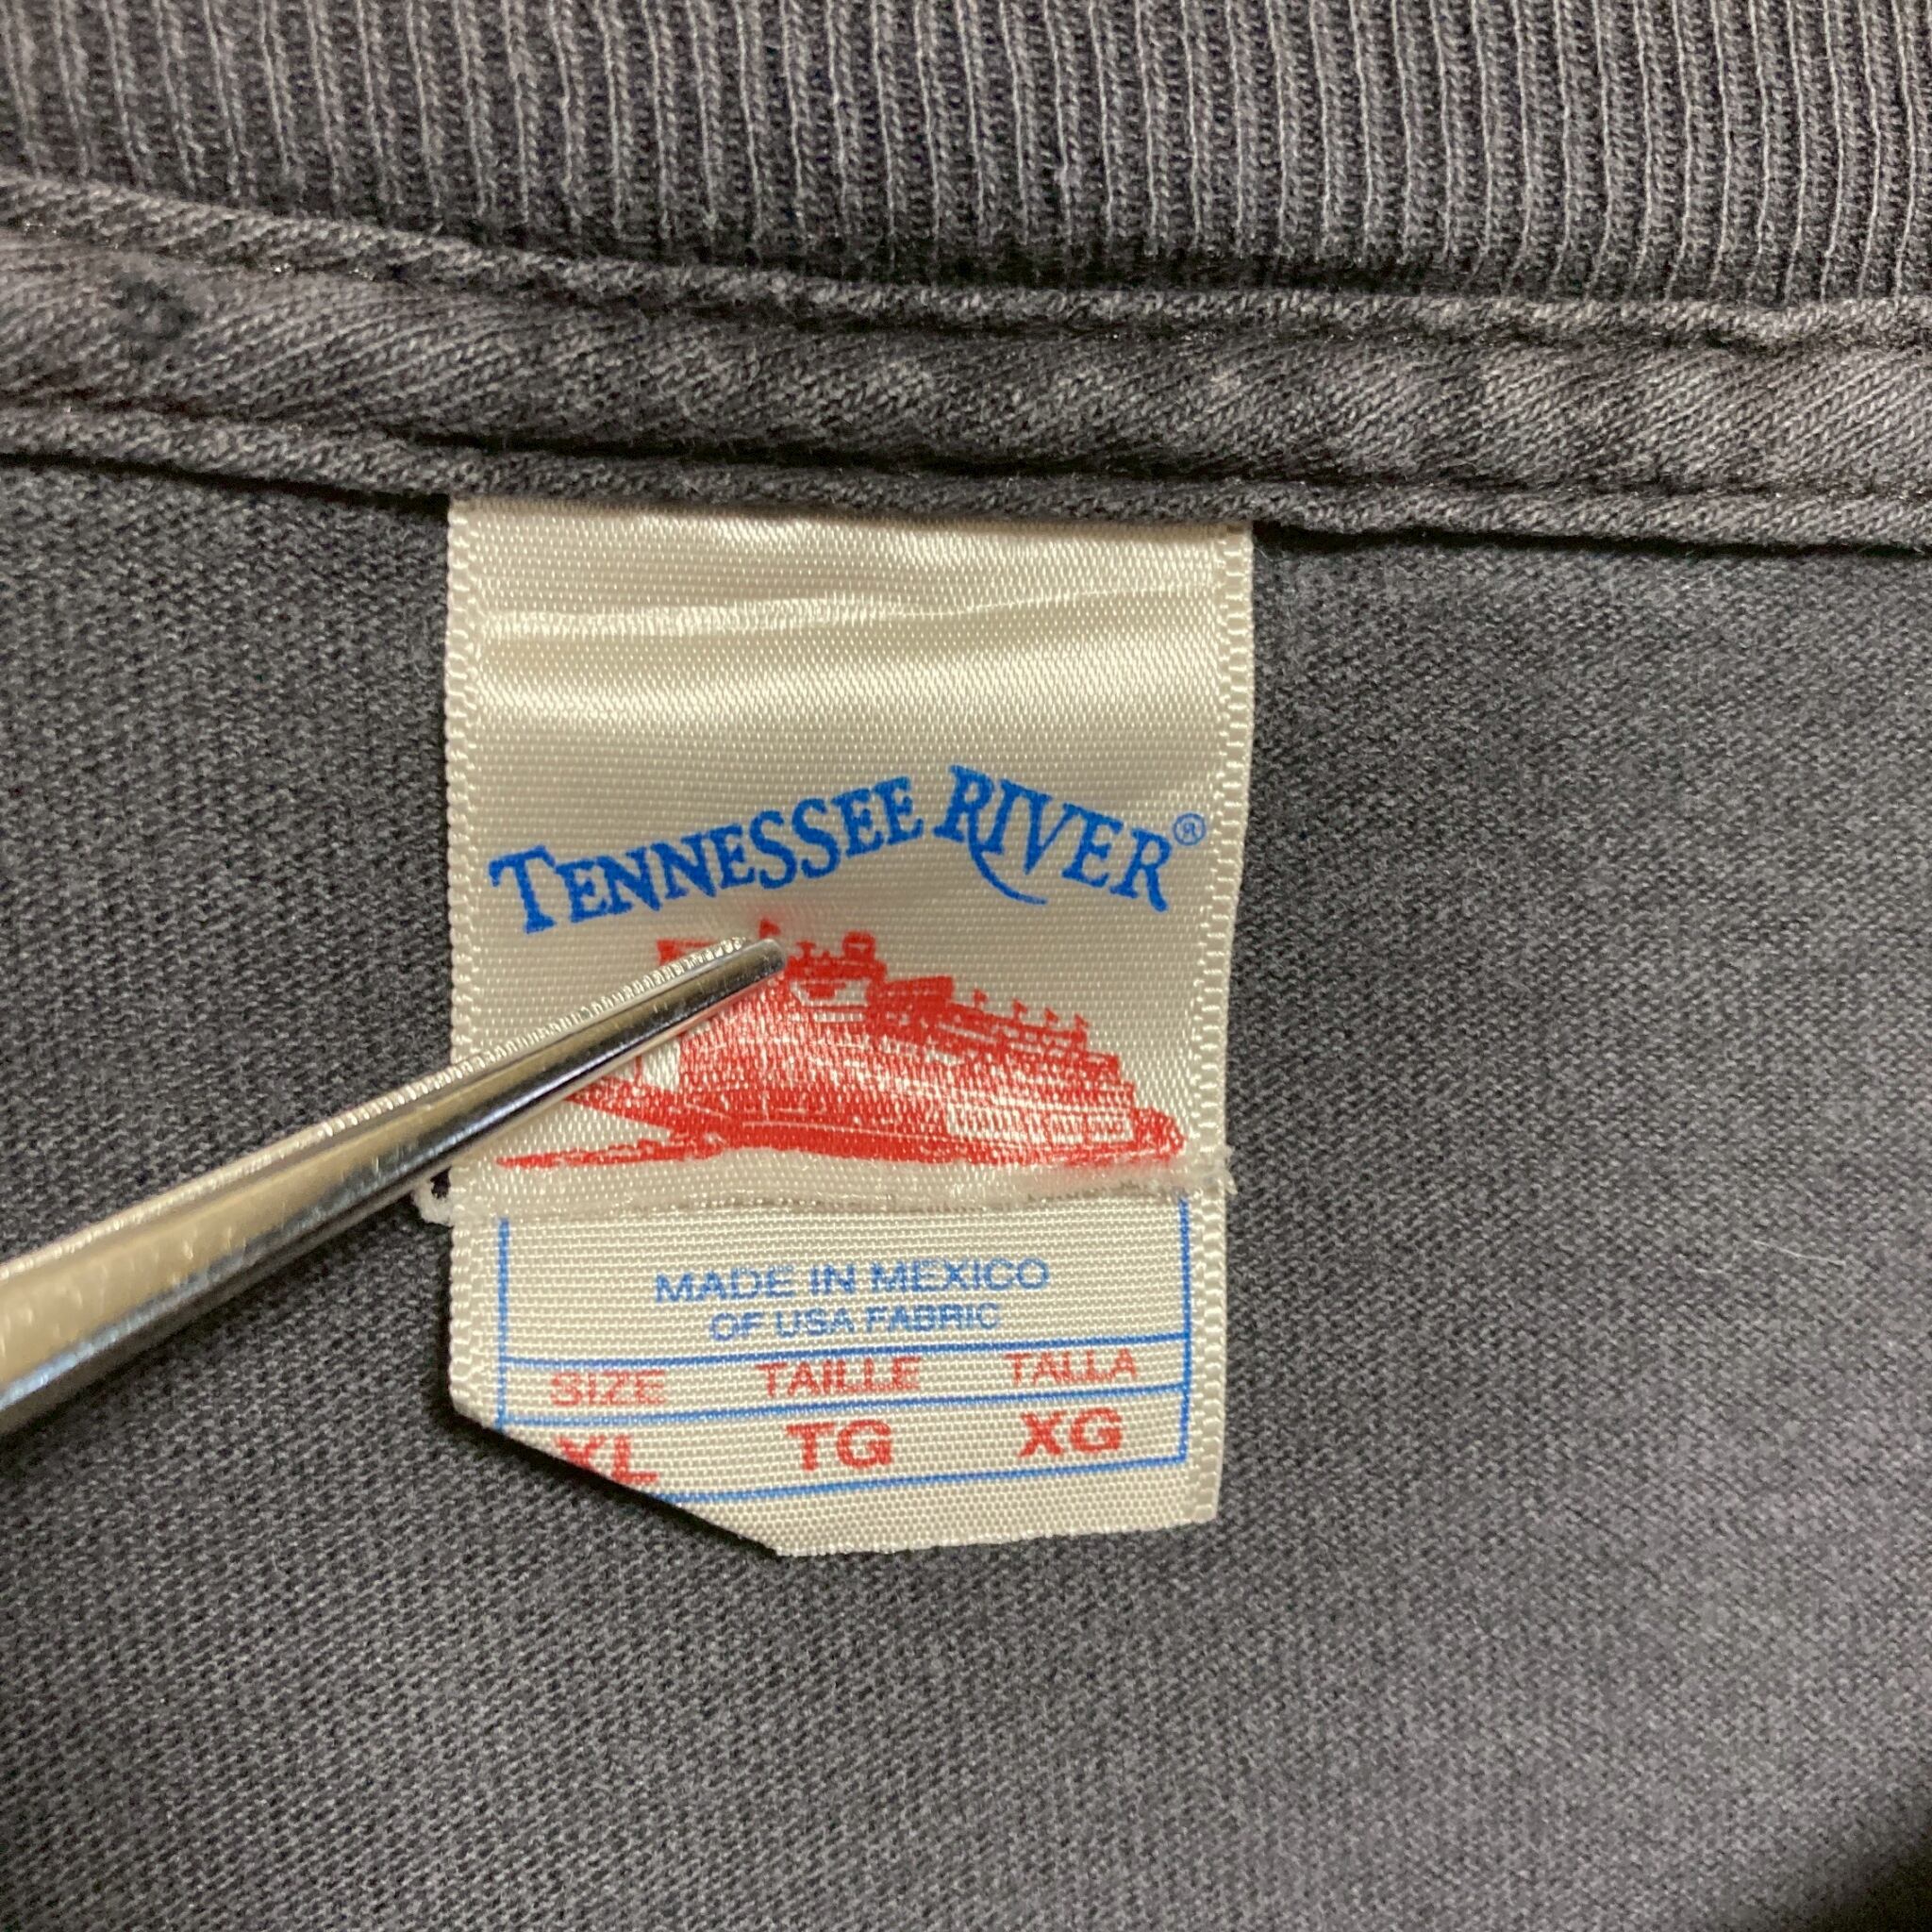 TENNESSEE RIVER®
MADE IN MEXICO
OF USA FABRIC
SIZE TAILLE TALLA
XL TG XG